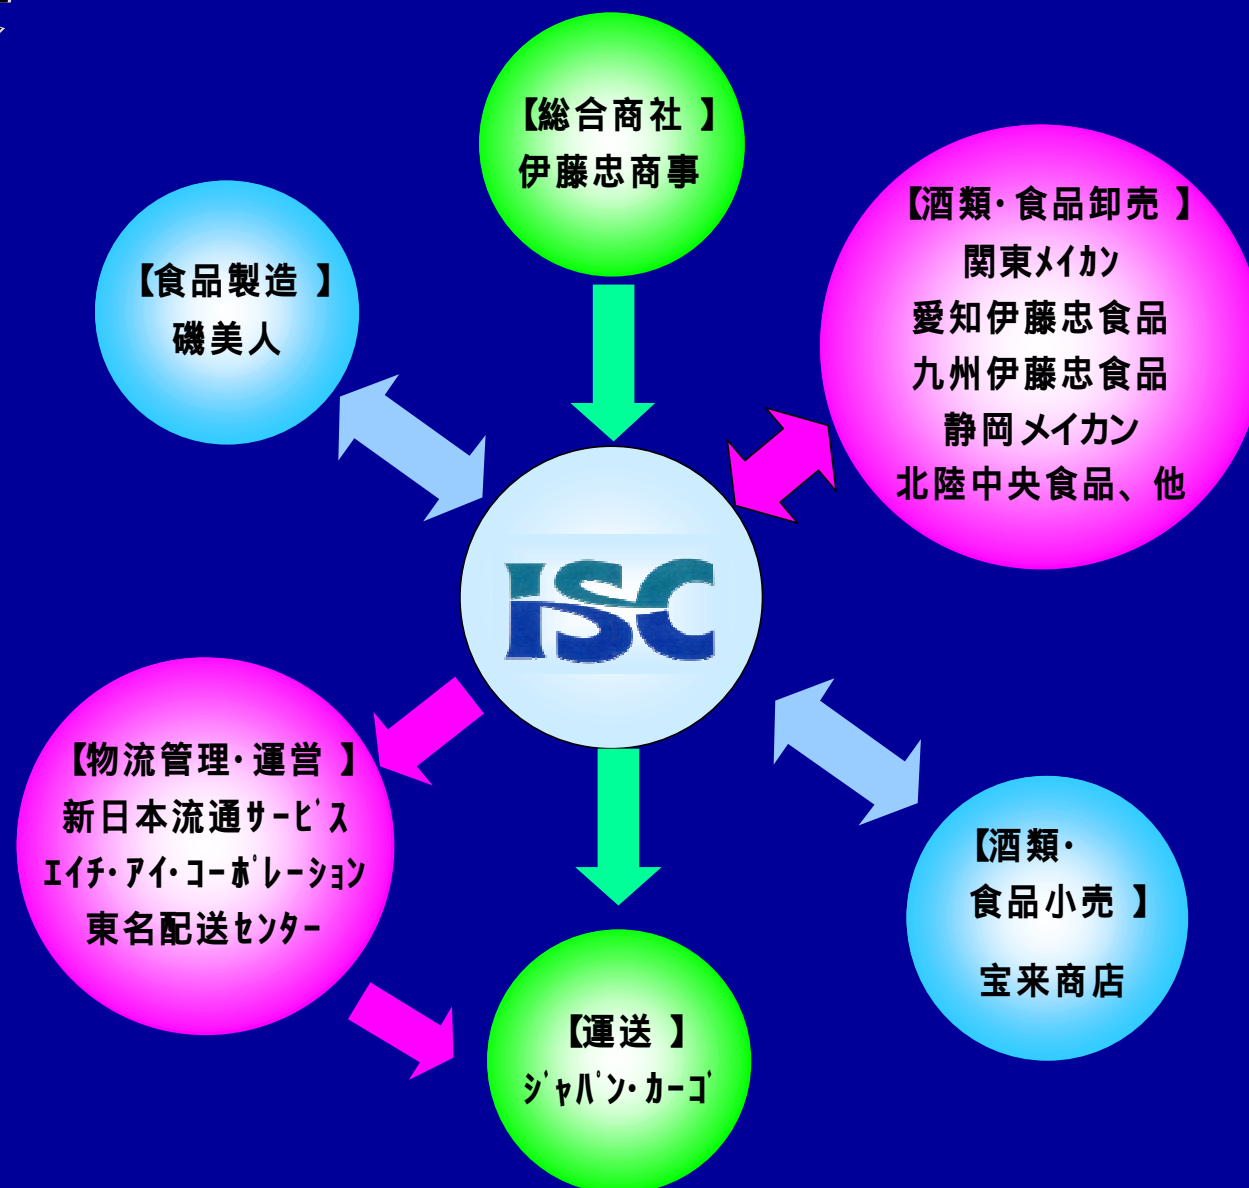 【総合商社 】
伊藤忠商事
【酒類・食品卸売 】
関東ﾒｲｶﾝ
愛知伊藤忠食品
九州伊藤忠食品
静岡メイカン
北陸中央食品、他
【食品製造 】
磯美人
ISC
【物流管理・運営 】
新日本流通ｻｰﾋﾞｽ
ｴｲﾁ・ｱｲ・ｺｰﾎﾟﾚｰｼｮﾝ
東名配送ｾﾝﾀｰ
【酒類・
食品小売 】
宝来商店
【運送 】
ｼﾞｬﾊﾟﾝ・ｶｰｺﾞ